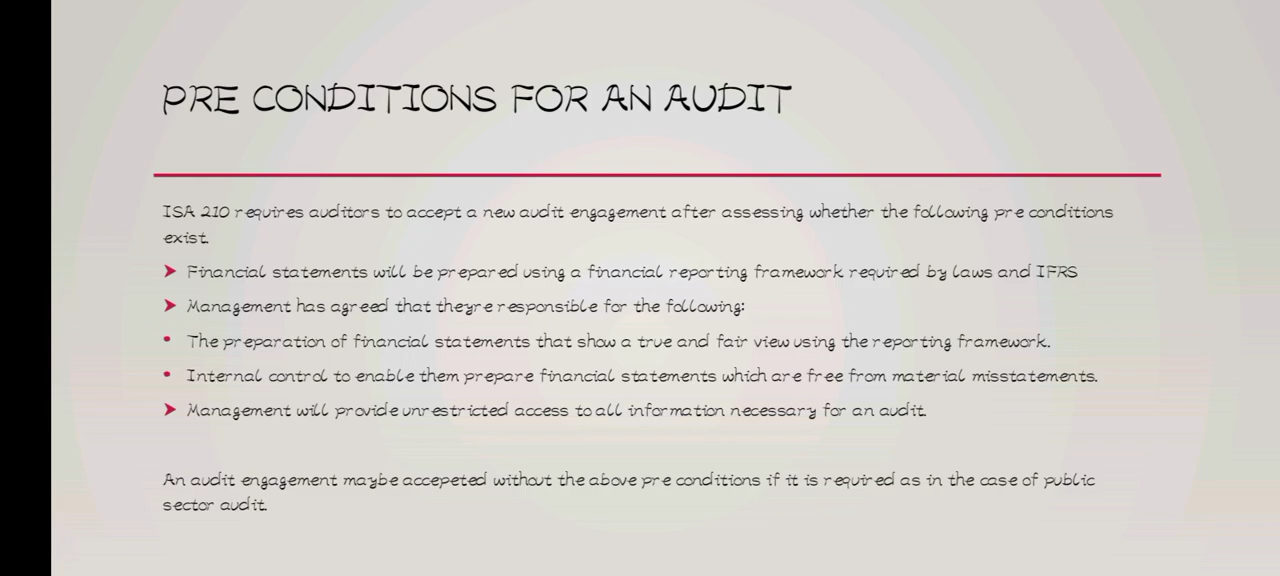 PRE CONDITIONS FOR AN AUDIT
ISA 210 requires auditors to accept a new audit engagement after assessing whether the following pre conditions
exist.
➤ Financial statements will be prepared using a financial reporting framework required by laws and IFRS
➤ Management has agreed that theyre responsible for the following:
• The preparation of financial statements that show a true and fair view using the reporting framework.
• Internal control to enable them prepare financial statements which are free from material misstatements.
➤ Management will provide unrestricted access to all information necessary for an audit.
An audit engagement maybe accepeted without the above pre conditions if it is required as in the case of public
sector audit.